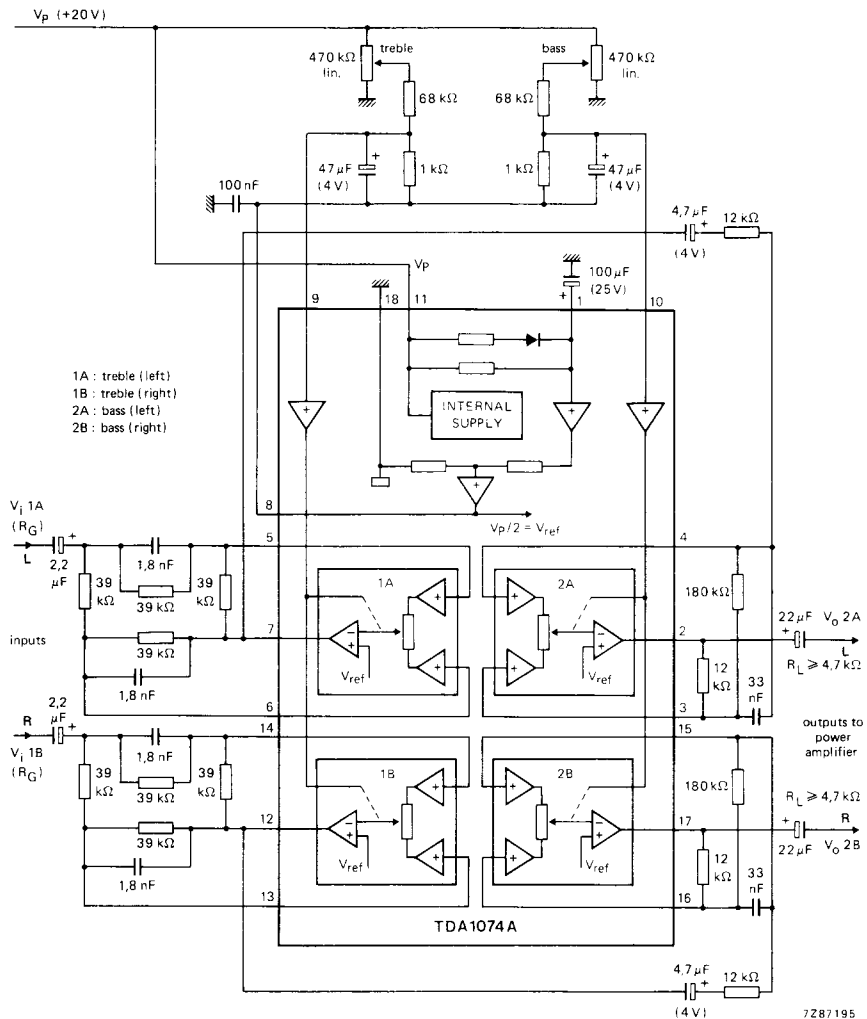 Vp (+20V)
470 kΩ
lin.
treble
bass
470 kΩ
lin.
68 kΩ
68 kΩ
47 µF
(4V)
+
1 kΩ
1 kΩ
+
47 µF
(4V)
100 nF
4,7 µF
+
12 kΩ
(4V)
Vp
100 µF
(25V)
+
9
18
11
1
10
1A : treble (left)
1B : treble (right)
2A : bass (left)
2B : bass (right)
INTERNAL
SUPPLY
+
+
+
+
8
Vp/2 = Vref
Vi 1A
(RG)
L
+
2,2
µF
1,8 nF
39
kΩ
39 kΩ
39
kΩ
39 kΩ
1,8 nF
inputs
5
7
6
1A
+
+
−
+
Vref
2A
+
+
−
+
Vref
4
2
3
180 kΩ
22 µF
+
Vo 2A
L
RL ≥ 4,7 kΩ
12
kΩ
33
nF
2,2
µF
+
R
Vi 1B
(RG)
1,8 nF
39
kΩ
39 kΩ
39
kΩ
39 kΩ
1,8 nF
14
12
13
1B
+
+
−
+
Vref
2B
+
+
−
+
Vref
15
17
16
outputs to
power
amplifier
180 kΩ
RL ≥ 4,7 kΩ
+
R
22 µF
Vo 2B
12
kΩ
33
nF
TDA1074A
4,7 µF
+
12 kΩ
(4V)
7Z87195